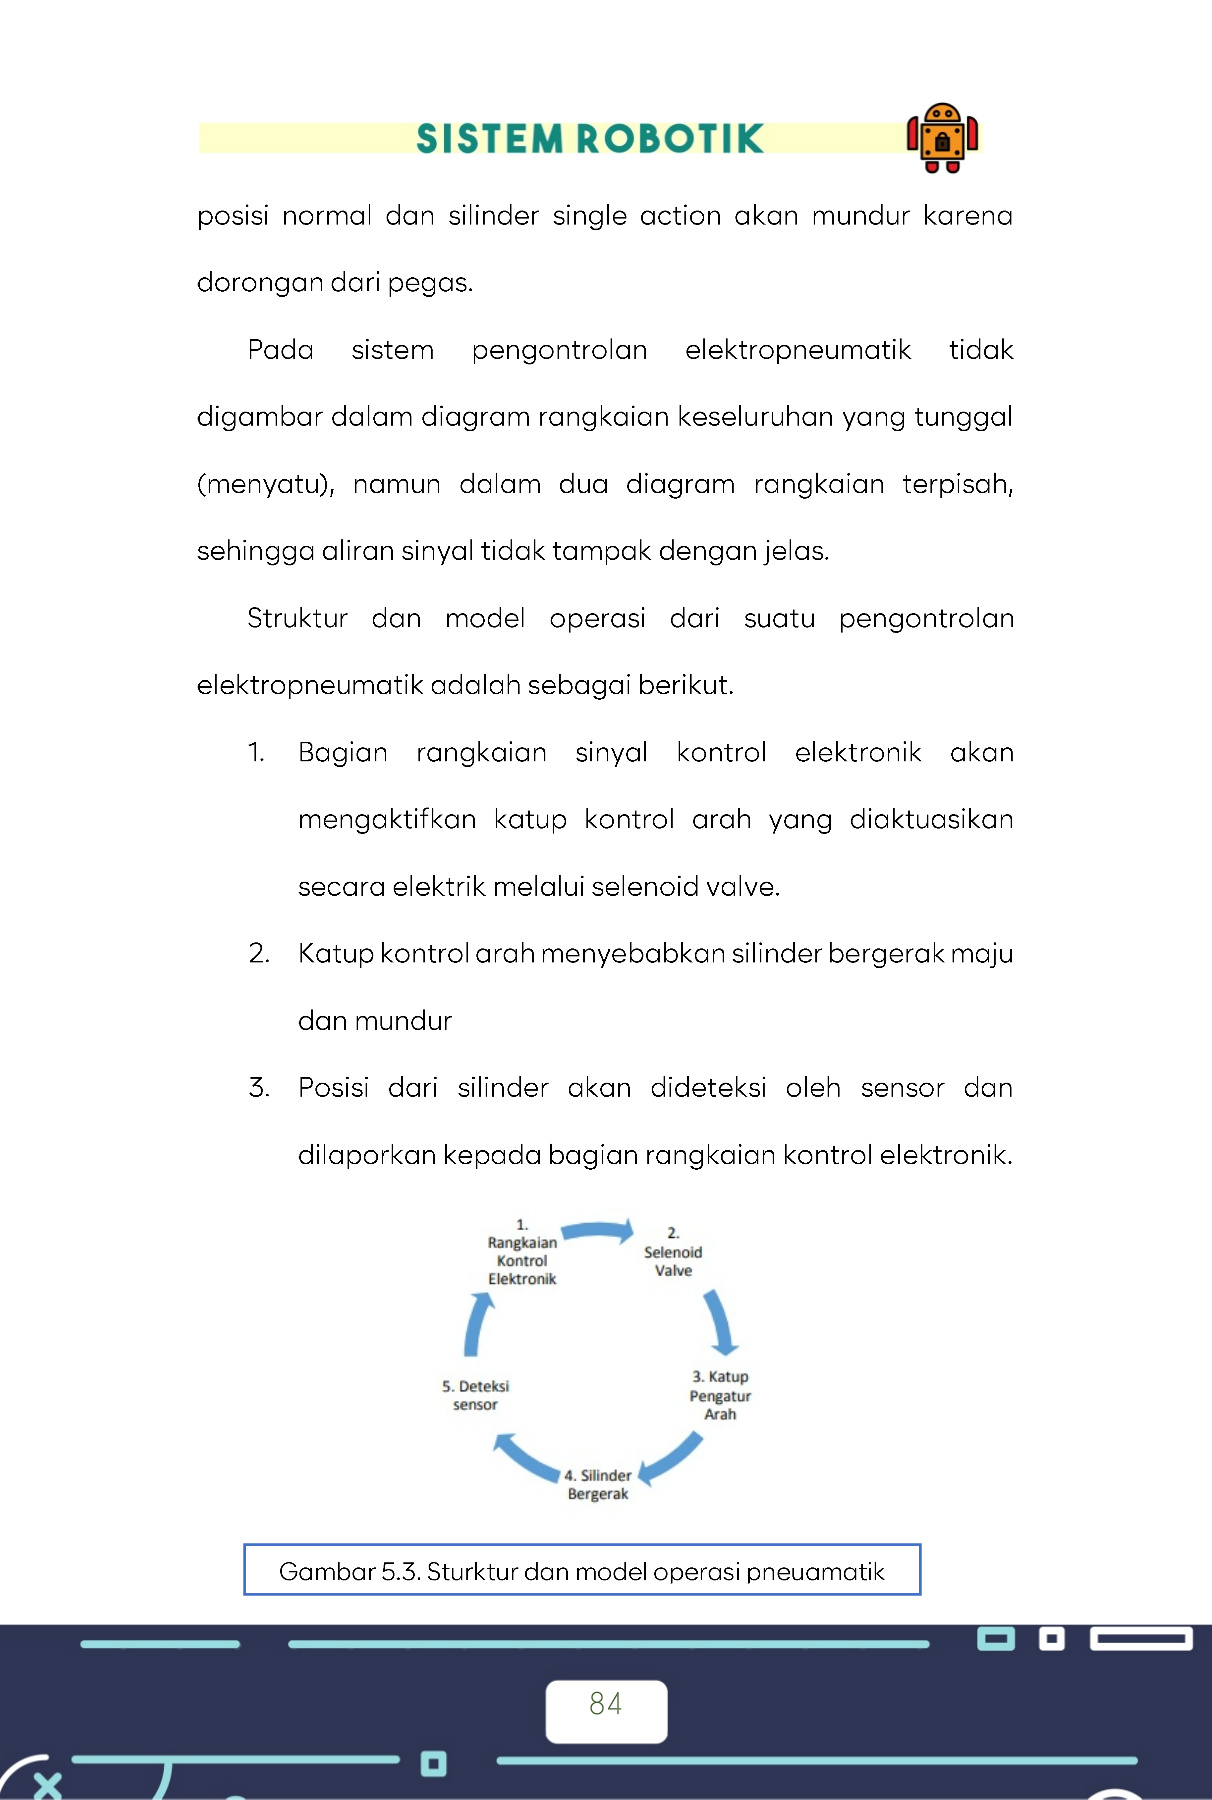 SISTEM ROBOTIK
posisi normal dan silinder single action akan mundur karena
dorongan dari pegas.
Pada sistem pengontrolan elektropneumatik tidak
digambar dalam diagram rangkaian keseluruhan yang tunggal
(menyatu), namun dalam dua diagram rangkaian terpisah,
sehingga aliran sinyal tidak tampak dengan jelas.
Struktur dan model operasi dari suatu pengontrolan
elektropneumatik adalah sebagai berikut.
1. Bagian rangkaian sinyal kontrol elektronik akan
mengaktifkan katup kontrol arah yang diaktuasikan
secara elektrik melalui selenoid valve.
2. Katup kontrol arah menyebabkan silinder bergerak maju
dan mundur
3. Posisi dari silinder akan dideteksi oleh sensor dan
dilaporkan kepada bagian rangkaian kontrol elektronik.
1.
Rangkaian
Kontrol
Elektronik
2.
Selenoid
Valve
3. Katup
Pengatur
Arah
4. Silinder
Bergerak
5. Deteksi
sensor
Gambar 5.3. Sturktur dan model operasi pneuamatik
84